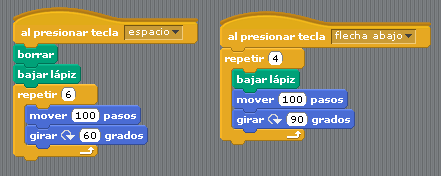 al presionar tecla espacio
borrar
bajar lápiz
repetir 6
mover 100 pasos
girar 60 grados
al presionar tecla flecha abajo
repetir 4
bajar lápiz
mover 100 pasos
girar 90 grados